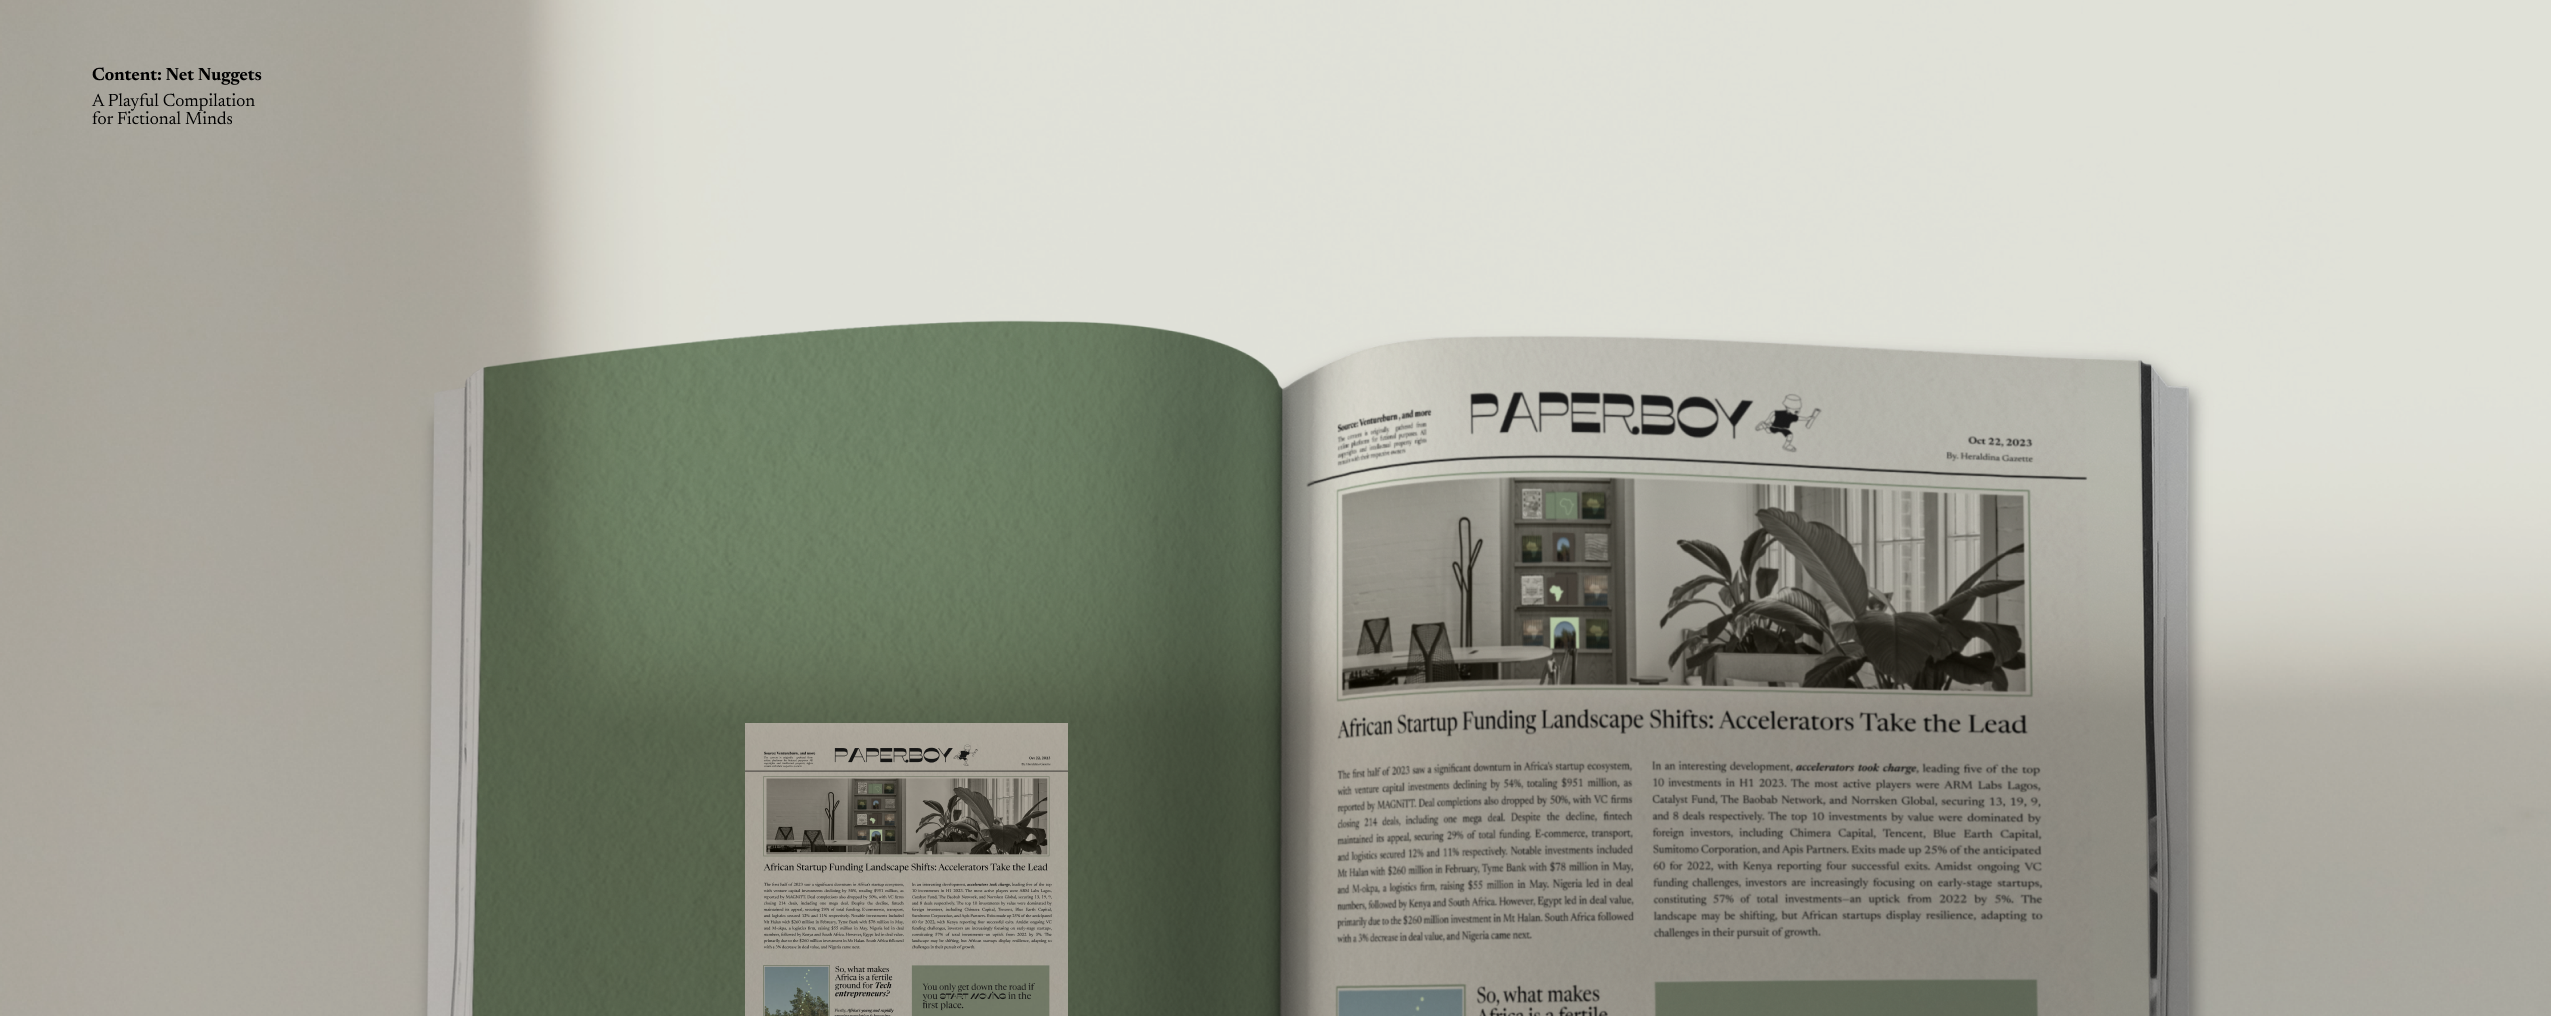 Content: Net Nuggets
A Playful Compilation
for Fictional Minds
PAPERBOY
Oct 22, 2023
By. Heraldina Gazette
African Startup Funding Landscape Shifts: Accelerators Take the Lead
The first half of 2023 saw a significant downturn in Africa's startup ecosystem,
with venture capital investments declining by 54%, totaling $951 million, as
reported by MAGNiTT. Deal completions also dropped by 50%, with VC firms
closing 214 deals, including one mega deal. Despite the decline, fintech
maintained its appeal, securing 29% of total funding. E-commerce, transport,
and logistics secured 12% and 11% respectively. Notable investments included
Mt Halan with $260 million in February, Tyme Bank with $78 million in May,
and M-okpa, a logistics firm, raising $55 million in May. Nigeria led in deal
numbers, followed by Kenya and South Africa. However, Egypt led in deal value,
primarily due to the $260 million investment in Mt Halan. South Africa followed
with a 3% decrease in deal value, and Nigeria came next.
In an interesting development, accelerators took charge, leading five of the top
10 investments in H1 2023. The most active players were ARM Labs Lagos,
Catalyst Fund, The Baobab Network, and Norrsken Global, securing 13, 19, 9,
and 8 deals respectively. The top 10 investments by value were dominated by
foreign investors, including Chimera Capital, Tencent, Blue Earth Capital,
Sumitomo Corporation, and Apis Partners. Exits made up 25% of the anticipated
60 for 2022, with Kenya reporting four successful exits. Amidst ongoing VC
funding challenges, investors are increasingly focusing on early-stage startups,
constituting 57% of total investments—an uptick from 2022 by 5%. The
landscape may be shifting, but African startups display resilience, adapting to
challenges in their pursuit of growth.
So, what makes
Africa is a fertile
Source: Ventureburn, and more
The content is originally gathered from
online platform for fictional purposes. All
copyrights and intellectual property rights
remain with their respective owners
PAPERBOY
Oct 22, 2023
By. Heraldina Gazette
African Startup Funding Landscape Shifts: Accelerators Take the Lead
So, what makes
Africa is a fertile
ground for Tech
entrepreneurs?
You only get down the road if
you START MOVING in the
first place.